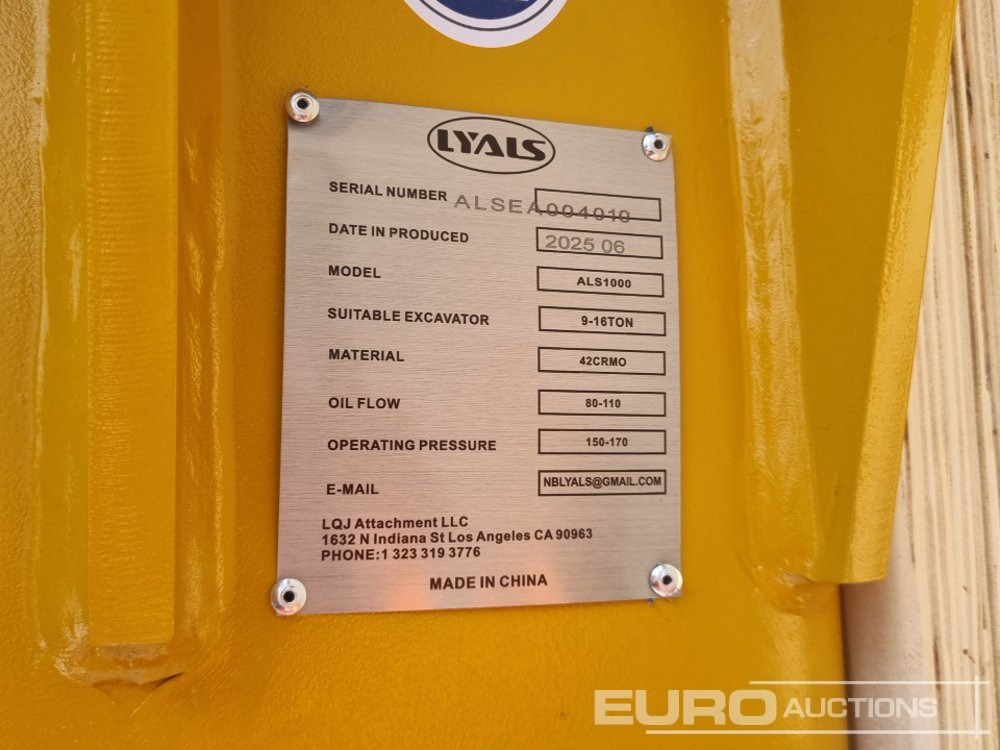 LYALS
SERIAL NUMBER ALSEA004010
DATE IN PRODUCED 2025 06
MODEL ALS1000
SUITABLE EXCAVATOR 9-16TON
MATERIAL 42CRMO
OIL FLOW 80-110
OPERATING PRESSURE 150-170
E-MAIL NBLYALS@GMAIL.COM
LQJ Attachment LLC
1632 N Indiana St Los Angeles CA 90963
PHONE:1 323 319 3776
MADE IN CHINA
EURO AUCTIONS